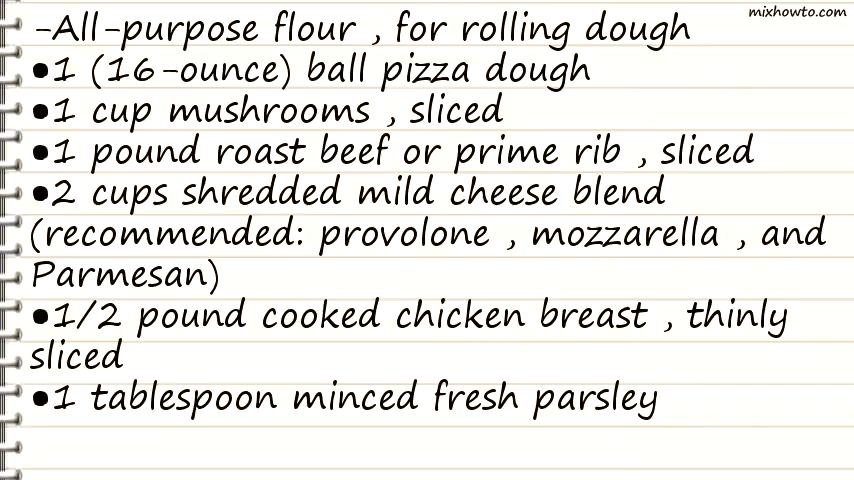 mixhowto.com
-All-purpose flour , for rolling dough
●1 (16-ounce) ball pizza dough
●1 cup mushrooms , sliced
●1 pound roast beef or prime rib , sliced
●2 cups shredded mild cheese blend
(recommended: provolone , mozzarella , and
Parmesan)
●1/2 pound cooked chicken breast , thinly
sliced
●1 tablespoon minced fresh parsley